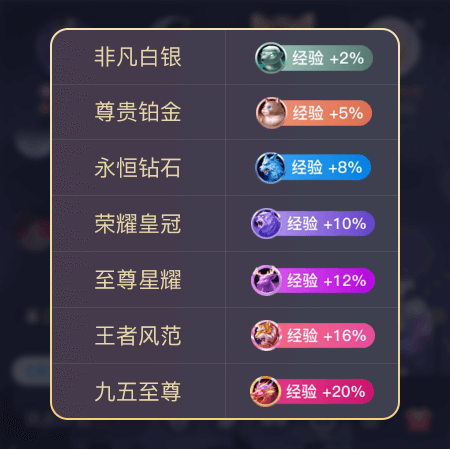 非凡白银 经验 +2%
尊贵铂金 经验 +5%
永恒钻石 经验 +8%
荣耀皇冠 经验 +10%
至尊星耀 经验 +12%
王者风范 经验 +16%
九五至尊 经验 +20%